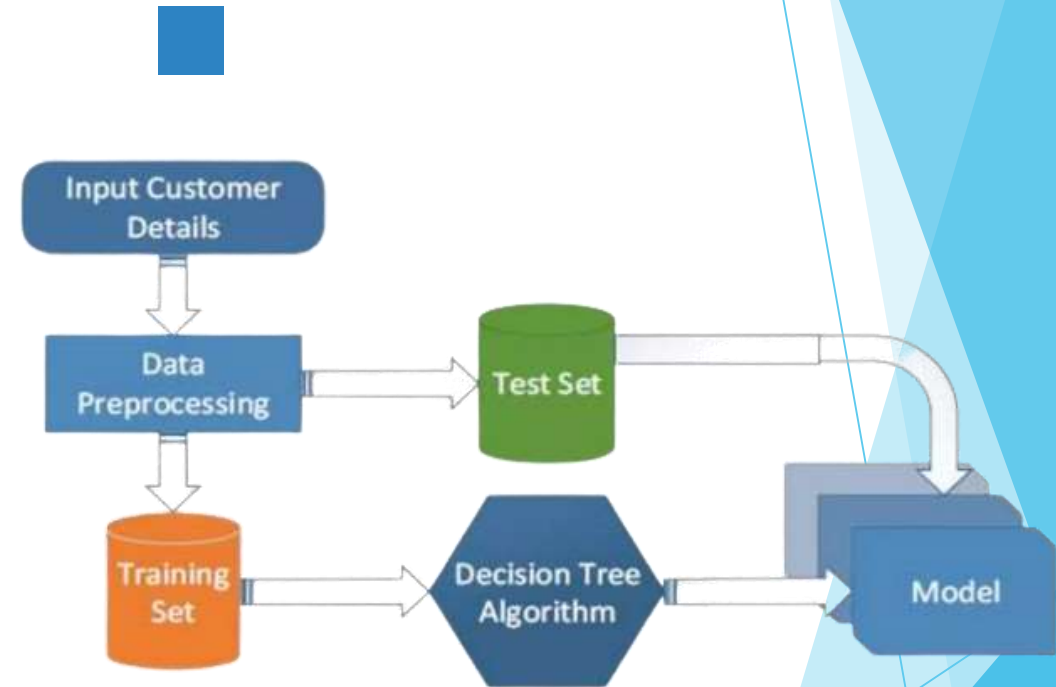 Input Customer
Details
Data
Preprocessing
Test Set
Training
Set
Decision Tree
Algorithm
Model